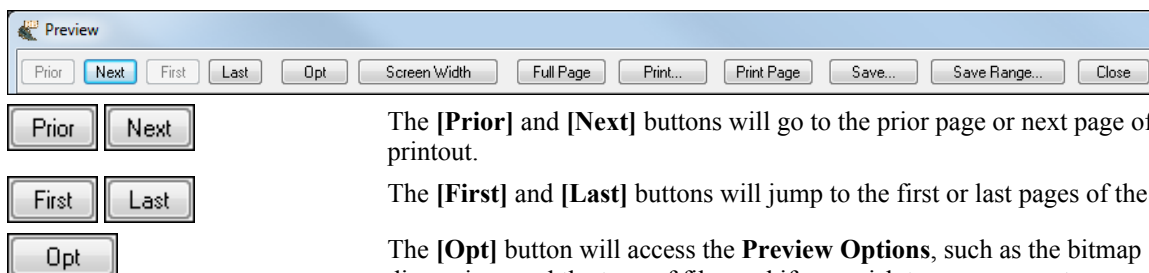 Preview
Prior Next First Last Opt Screen Width Full Page Print... Print Page Save... Save Range... Close
Prior Next The [Prior] and [Next] buttons will go to the prior page or next page of
printout.
First Last The [First] and [Last] buttons will jump to the first or last pages of the
Opt The [Opt] button will access the Preview Options, such as the bitmap